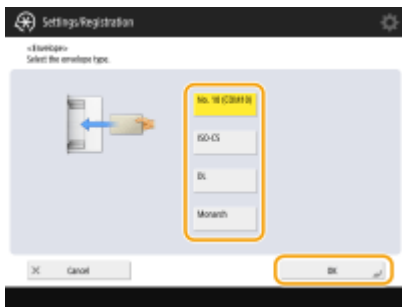 Settings/Registration
<Envelope>
Select the envelope type.
No. 10 (COM10)
ISO-C5
DL
Monarch
Cancel
OK